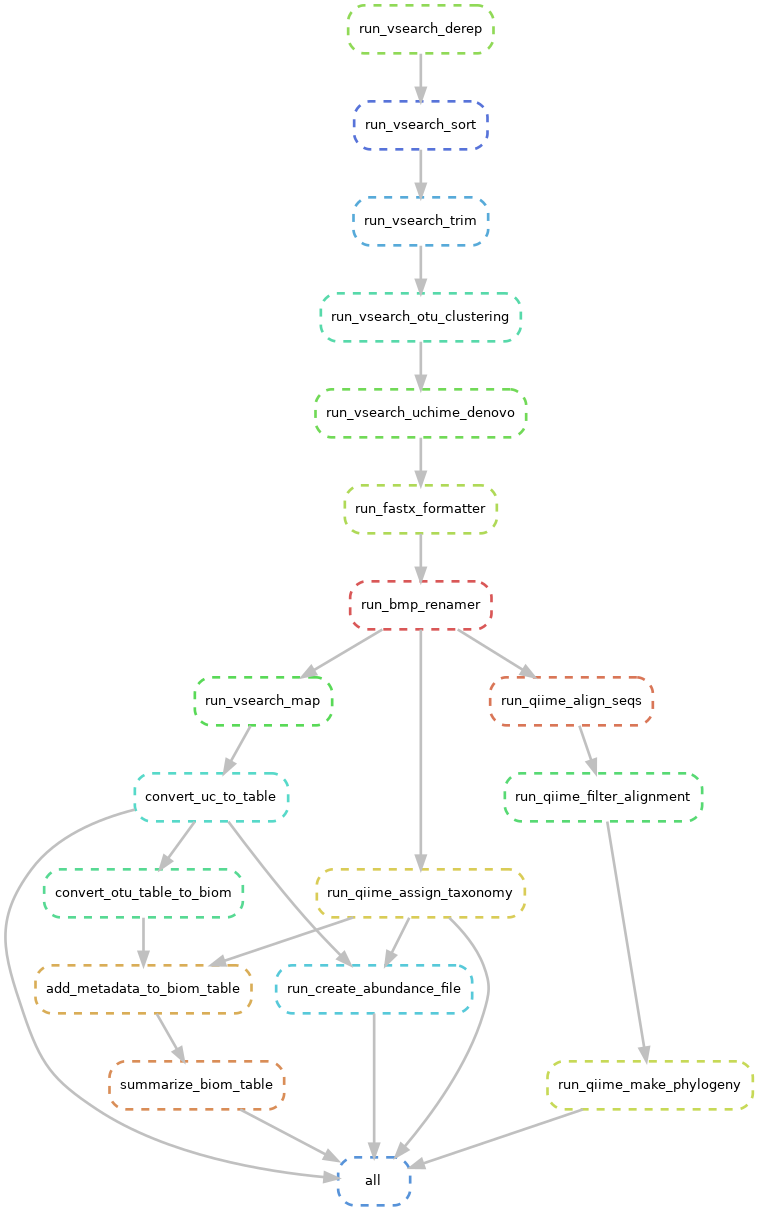 run_vsearch_derep
run_vsearch_sort
run_vsearch_trim
run_vsearch_otu_clustering
run_vsearch_uchime_denovo
run_fastx_formatter
run_bmp_renamer
run_vsearch_map
run_qiime_align_seqs
convert_uc_to_table
run_qiime_filter_alignment
convert_otu_table_to_biom
run_qiime_assign_taxonomy
add_metadata_to_biom_table
run_create_abundance_file
summarize_biom_table
run_qiime_make_phylogeny
all